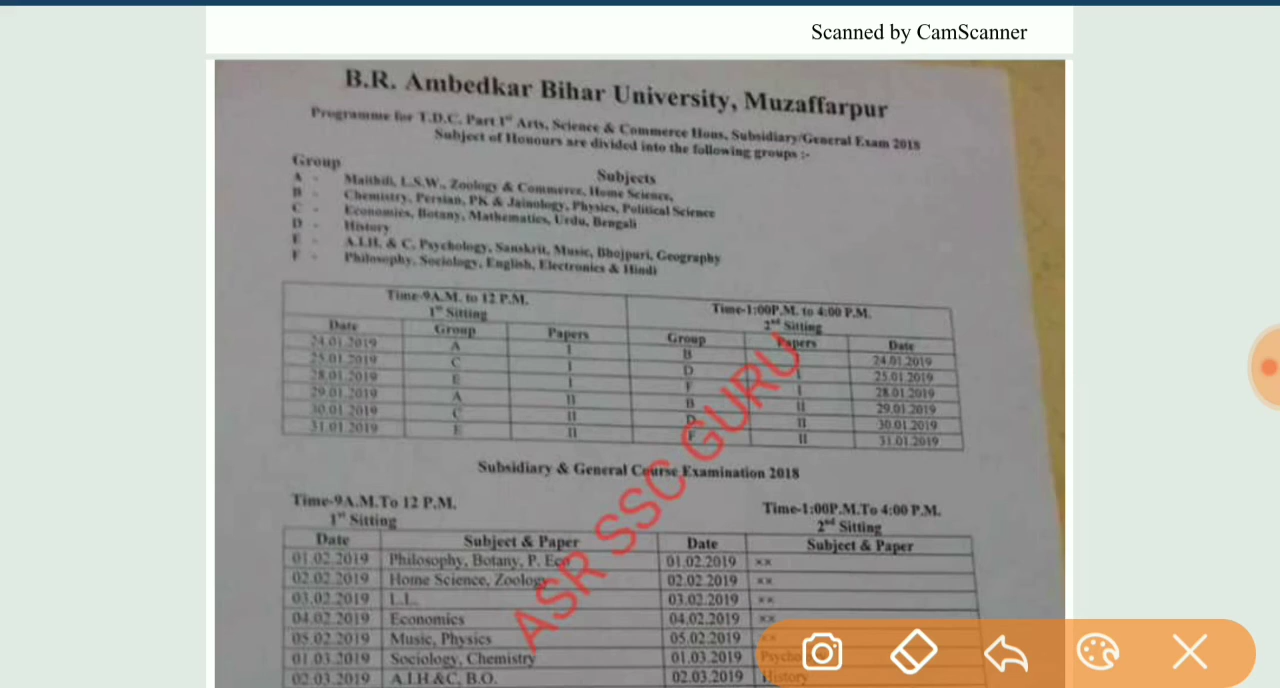 Scanned by CamScanner
B.R. Ambedkar Bihar University, Muzaffarpur
Programme for T.D.C. Part 1st Arts, Science & Commerce Hons, Subsidiary/General Exam 2018
Subject of Honours are divided into the following groups :-
Group Subjects
A - Maithili, L.S.W., Zoology & Commerce, Home Science,
B - Chemistry, Persian, PK & Jainology, Physics, Political Science
C - Economics, Botany, Mathematics, Urdu, Bengali
D - History
E - A.I.H. & C, Psychology, Sanskrit, Music, Bhojpuri, Geography
F - Philosophy, Sociology, English, Electronics & Hindi
Time-9A.M. to 12 P.M. Time-1:00P.M. to 4:00 P.M.
1st Sitting 2nd Sitting
Date Group Papers Group Papers Date
24.01.2019 A I B 24.01.2019
25.01.2019 C I D I 25.01.2019
28.01.2019 E I F I 28.01.2019
29.01.2019 A II B II 29.01.2019
30.01.2019 C II D II 30.01.2019
31.01.2019 E II F II 31.01.2019
Subsidiary & General Course Examination 2018
Time-9A.M.To 12 P.M. Time-1:00P.M.To 4:00 P.M.
1st Sitting 2nd Sitting
Date Subject & Paper Date Subject & Paper
01.02.2019 Philosophy, Botany, P. Eco 01.02.2019 ××
02.02.2019 Home Science, Zoology 02.02.2019 ××
03.02.2019 L.L. 03.02.2019 ××
04.02.2019 Economics 04.02.2019 ××
05.02.2019 Music, Physics 05.02.2019 ××
01.03.2019 Sociology, Chemistry 01.03.2019
02.03.2019 A.I.H&C, B.O. 02.03.2019 History
ASR SSC GURU